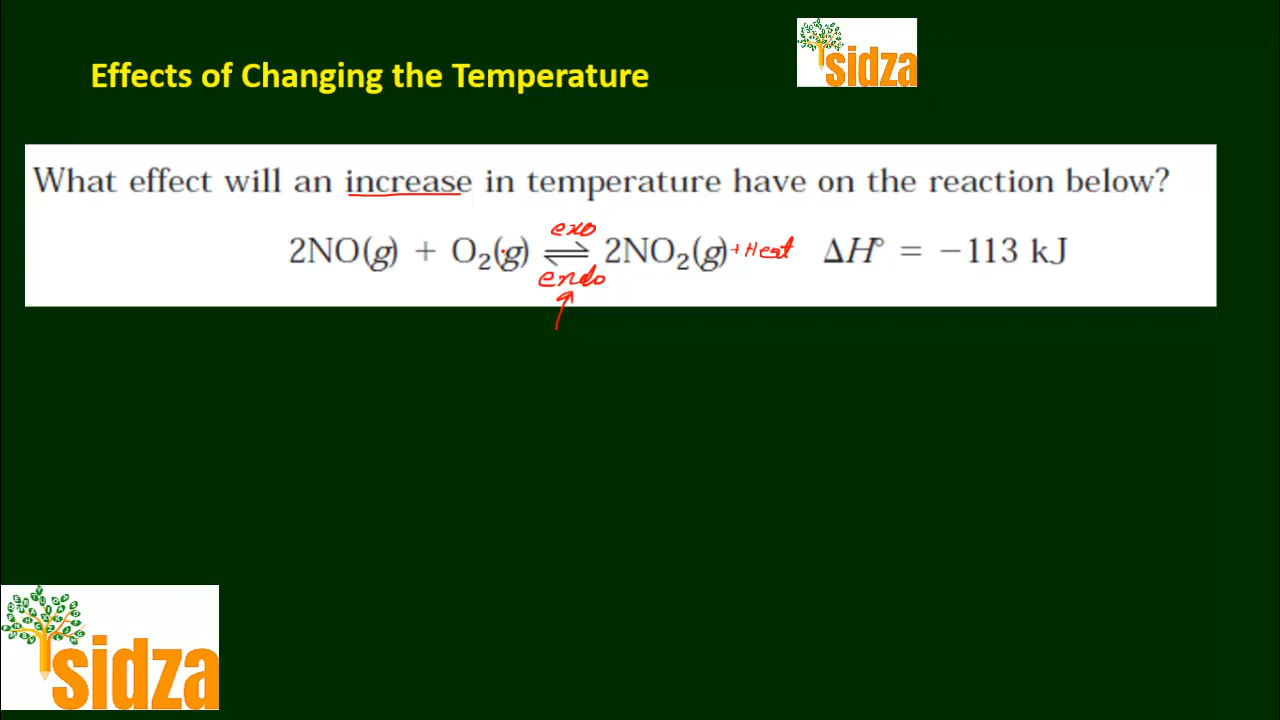 sidza
Effects of Changing the Temperature
What effect will an increase in temperature have on the reaction below?
exo
2NO(g) + O₂(g) ⇌ 2NO₂(g) + Heat ΔH° = −113 kJ
endo
sidza